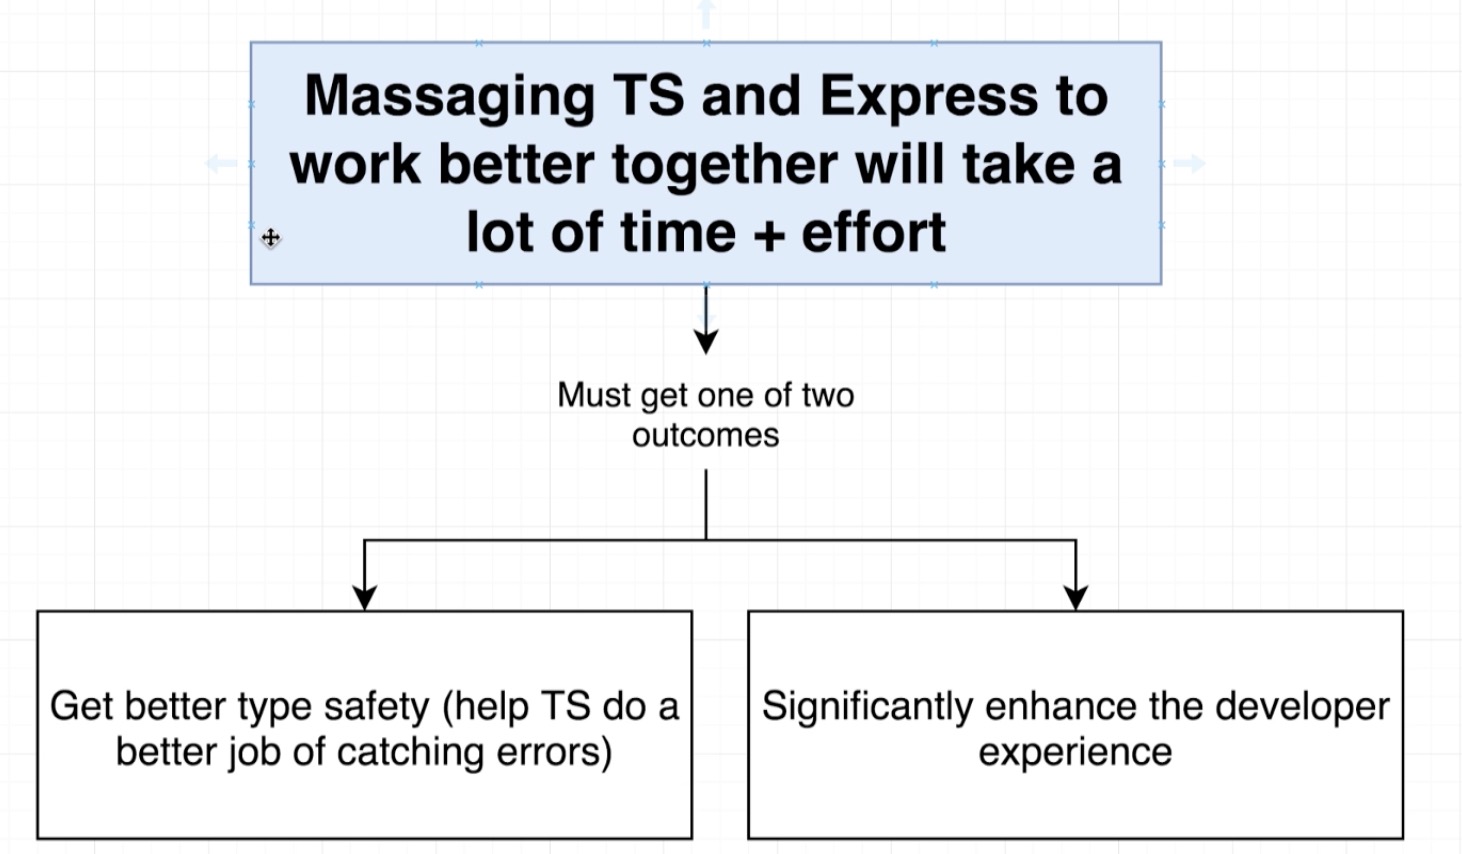 Massaging TS and Express to
work better together will take a
lot of time + effort
Must get one of two
outcomes
Get better type safety (help TS do a
better job of catching errors)
Significantly enhance the developer
experience